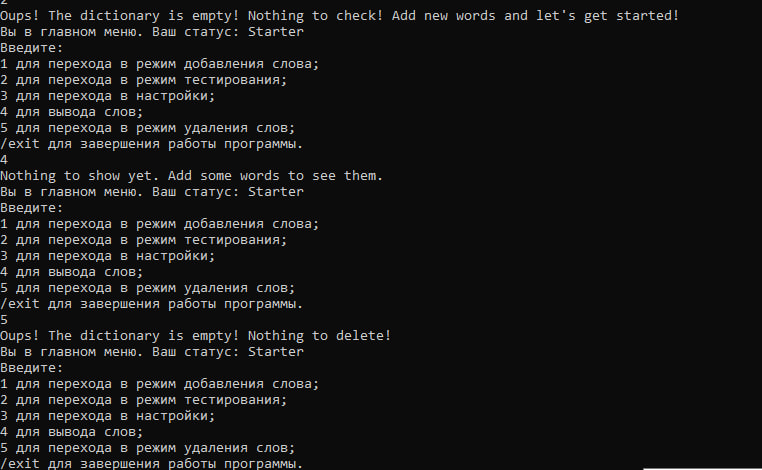 2
Oups! The dictionary is empty! Nothing to check! Add new words and let's get started!
Вы в главном меню. Ваш статус: Starter
Введите:
1 для перехода в режим добавления слова;
2 для перехода в режим тестирования;
3 для перехода в настройки;
4 для вывода слов;
5 для перехода в режим удаления слов;
/exit для завершения работы программы.
4
Nothing to show yet. Add some words to see them.
Вы в главном меню. Ваш статус: Starter
Введите:
1 для перехода в режим добавления слова;
2 для перехода в режим тестирования;
3 для перехода в настройки;
4 для вывода слов;
5 для перехода в режим удаления слов;
/exit для завершения работы программы.
5
Oups! The dictionary is empty! Nothing to delete!
Вы в главном меню. Ваш статус: Starter
Введите:
1 для перехода в режим добавления слова;
2 для перехода в режим тестирования;
3 для перехода в настройки;
4 для вывода слов;
5 для перехода в режим удаления слов;
/exit для завершения работы программы.